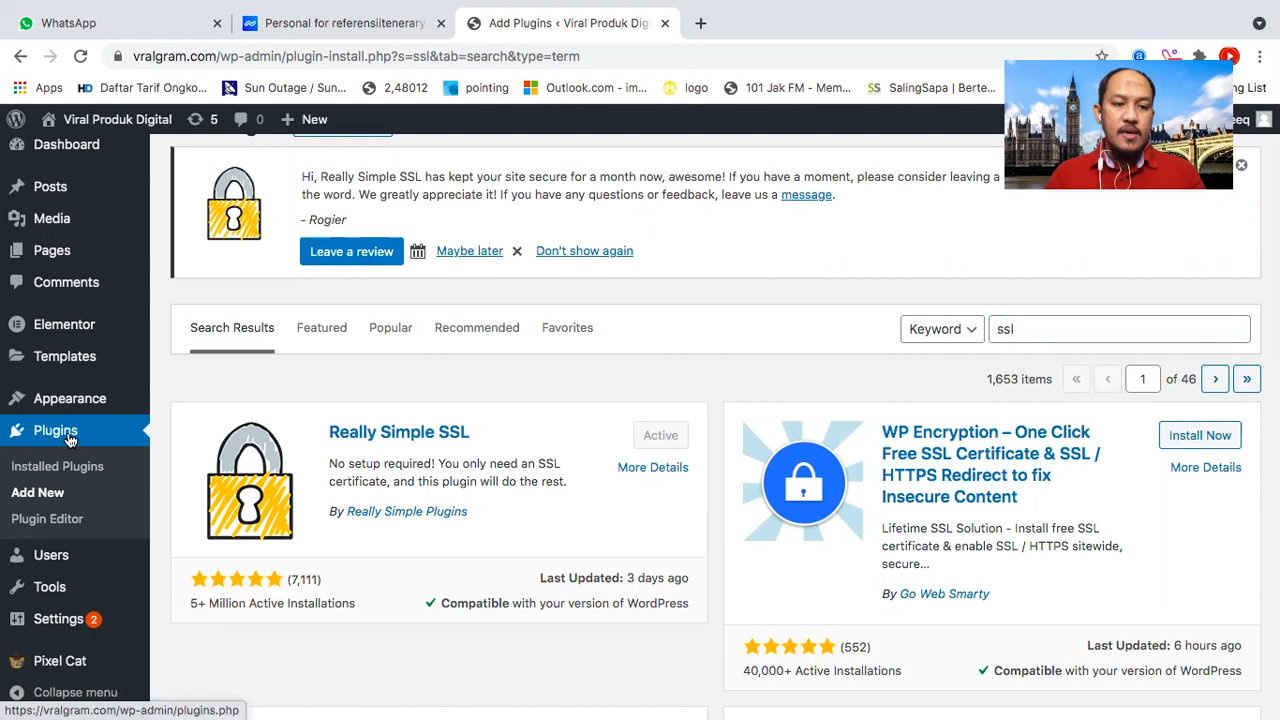 WhatsApp
Personal for referensiitenerary
Add Plugins ‹ Viral Produk Digi
vralgram.com/wp-admin/plugin-install.php?s=ssl&tab=search&type=term
Apps
HD Daftar Tarif Ongko...
Sun Outage / Sun...
2,48012
pointing
Outlook.com - im...
logo
101 Jak FM - Mem...
SS SalingSapa | Berte...
ng List
Viral Produk Digital
5
0
New
eeq
Dashboard
Posts
Media
Pages
Comments
Elementor
Templates
Appearance
Plugins
Installed Plugins
Add New
Plugin Editor
Users
Tools
Settings 2
Pixel Cat
Collapse menu
https://vralgram.com/wp-admin/plugins.php
Hi, Really Simple SSL has kept your site secure for a month now, awesome! If you have a moment, please consider leaving a
the word. We greatly appreciate it! If you have any questions or feedback, leave us a message.
- Rogier
Leave a review
Maybe later
Don't show again
Search Results
Featured
Popular
Recommended
Favorites
Keyword
ssl
1,653 items « ‹ 1 of 46 › »
Really Simple SSL
Active
More Details
No setup required! You only need an SSL
certificate, and this plugin will do the rest.
By Really Simple Plugins
(7,111)
5+ Million Active Installations
Last Updated: 3 days ago
Compatible with your version of WordPress
WP Encryption – One Click
Free SSL Certificate & SSL /
HTTPS Redirect to fix
Insecure Content
Install Now
More Details
Lifetime SSL Solution - Install free SSL
certificate & enable SSL / HTTPS sitewide,
secure...
By Go Web Smarty
(552)
40,000+ Active Installations
Last Updated: 6 hours ago
Compatible with your version of WordPress